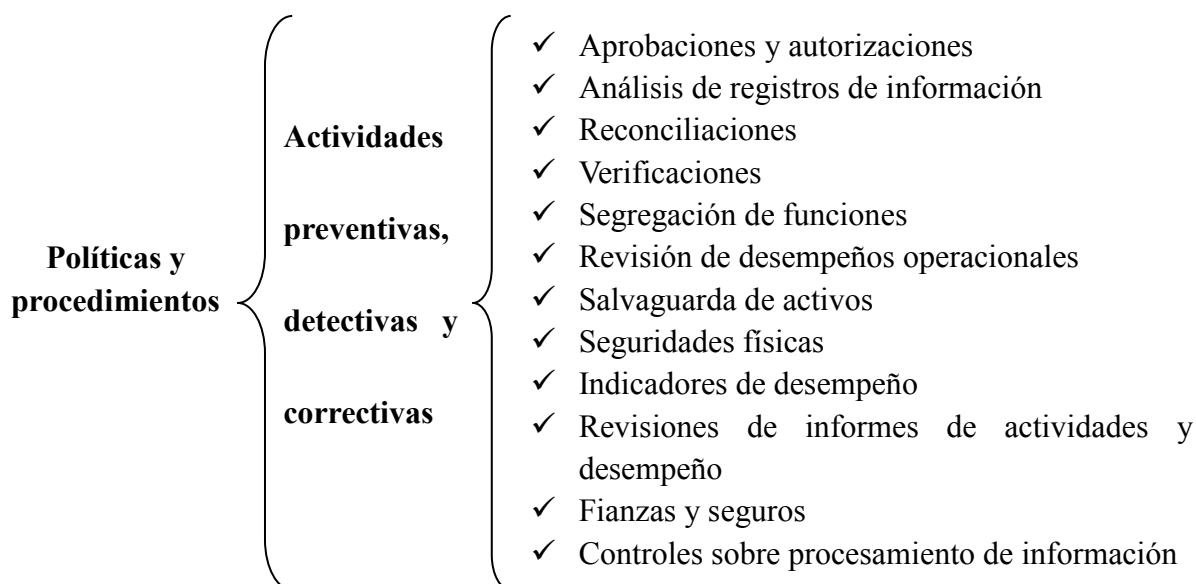 Políticas y
procedimientos
Actividades
preventivas,
detectivas y
correctivas
✓ Aprobaciones y autorizaciones
✓ Análisis de registros de información
✓ Reconciliaciones
✓ Verificaciones
✓ Segregación de funciones
✓ Revisión de desempeños operacionales
✓ Salvaguarda de activos
✓ Seguridades físicas
✓ Indicadores de desempeño
✓ Revisiones de informes de actividades y
desempeño
✓ Fianzas y seguros
✓ Controles sobre procesamiento de información